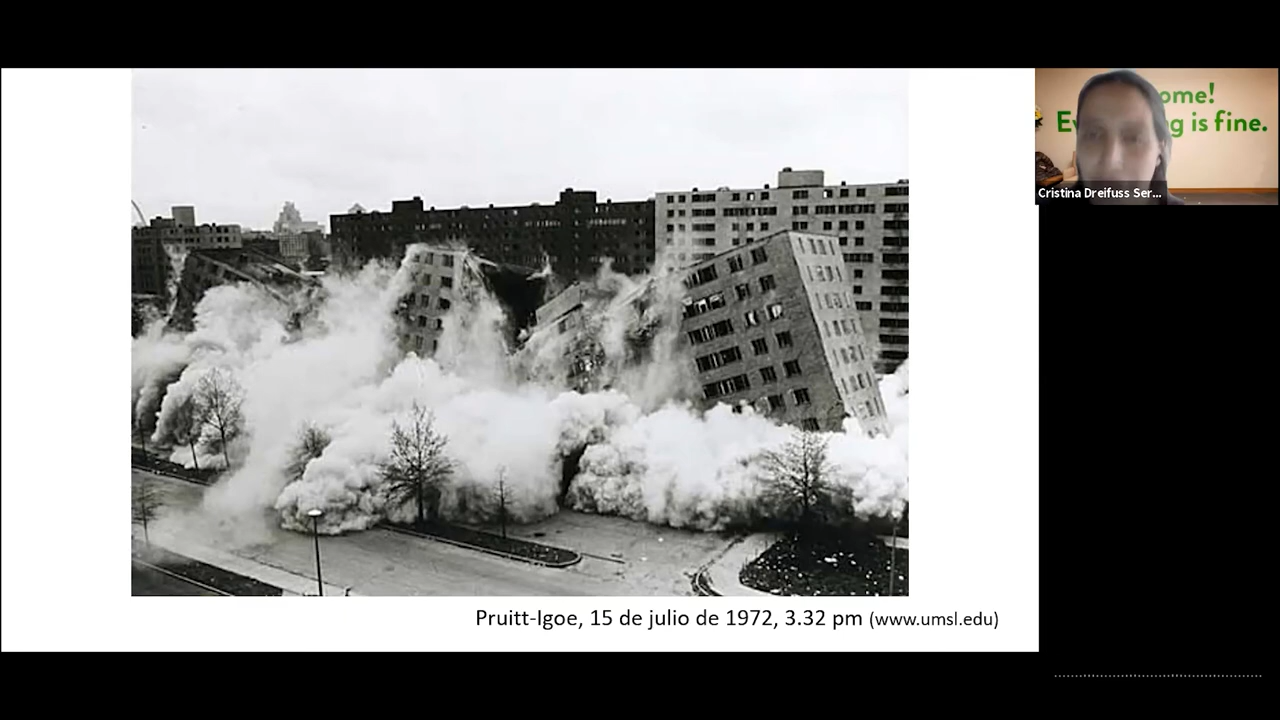 ome!
Ev g is fine.
Cristina Dreifuss Ser...
Pruitt-Igoe, 15 de julio de 1972, 3.32 pm (www.umsl.edu)